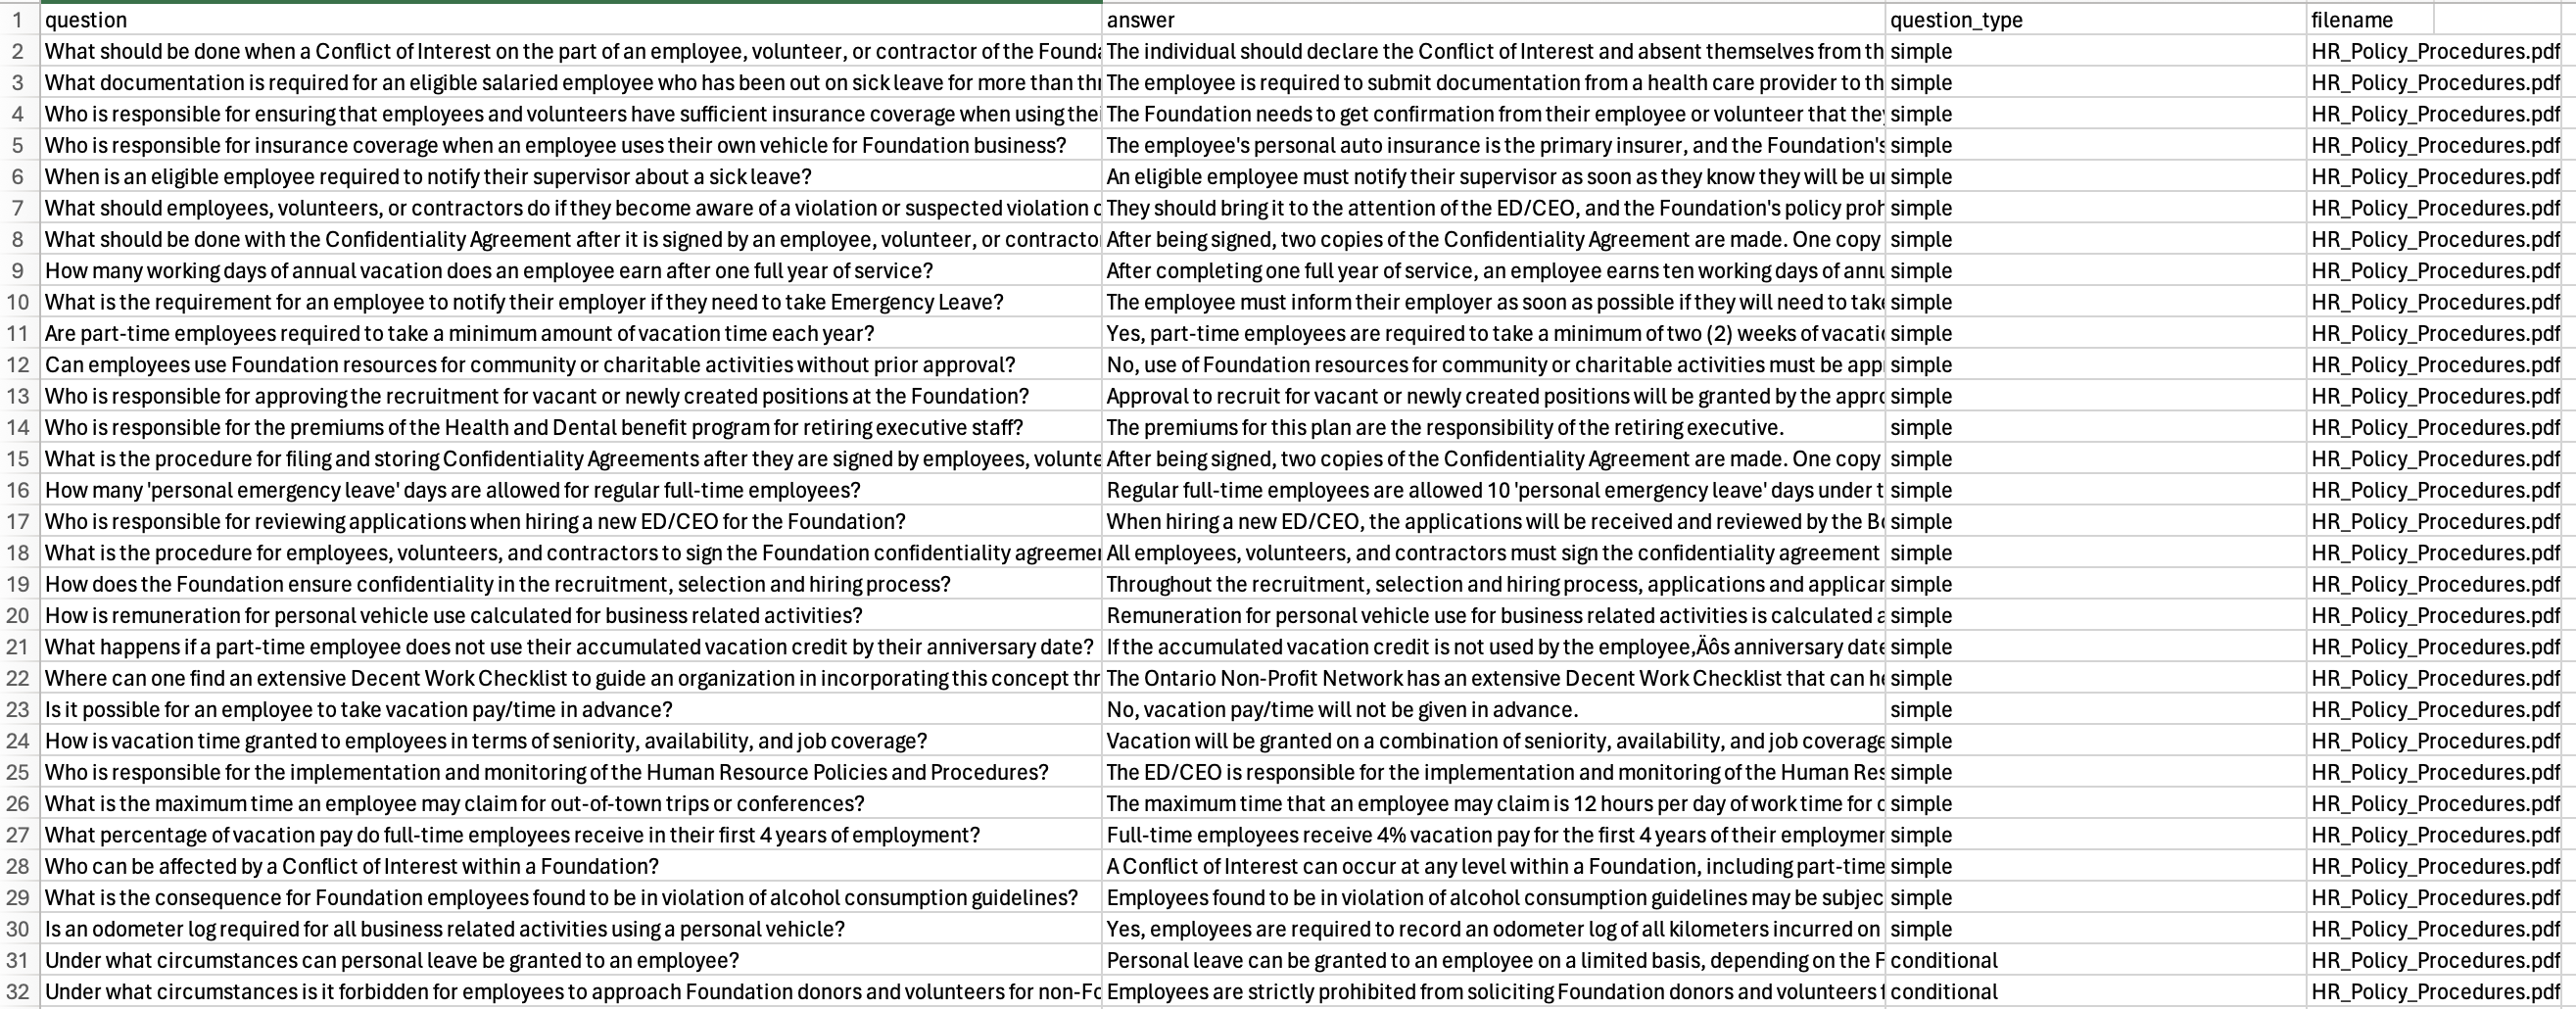 1 question answer question_type filename
2 What should be done when a Conflict of Interest on the part of an employee, volunteer, or contractor of the Founda The individual should declare the Conflict of Interest and absent themselves from th simple HR_Policy_Procedures.pdf
3 What documentation is required for an eligible salaried employee who has been out on sick leave for more than thr The employee is required to submit documentation from a health care provider to th simple HR_Policy_Procedures.pdf
4 Who is responsible for ensuring that employees and volunteers have sufficient insurance coverage when using thei The Foundation needs to get confirmation from their employee or volunteer that they simple HR_Policy_Procedures.pdf
5 Who is responsible for insurance coverage when an employee uses their own vehicle for Foundation business? The employee's personal auto insurance is the primary insurer, and the Foundation's simple HR_Policy_Procedures.pdf
6 When is an eligible employee required to notify their supervisor about a sick leave? An eligible employee must notify their supervisor as soon as they know they will be un simple HR_Policy_Procedures.pdf
7 What should employees, volunteers, or contractors do if they become aware of a violation or suspected violation o They should bring it to the attention of the ED/CEO, and the Foundation's policy proh simple HR_Policy_Procedures.pdf
8 What should be done with the Confidentiality Agreement after it is signed by an employee, volunteer, or contracto After being signed, two copies of the Confidentiality Agreement are made. One copy simple HR_Policy_Procedures.pdf
9 How many working days of annual vacation does an employee earn after one full year of service? After completing one full year of service, an employee earns ten working days of annu simple HR_Policy_Procedures.pdf
10 What is the requirement for an employee to notify their employer if they need to take Emergency Leave? The employee must inform their employer as soon as possible if they will need to take simple HR_Policy_Procedures.pdf
11 Are part-time employees required to take a minimum amount of vacation time each year? Yes, part-time employees are required to take a minimum of two (2) weeks of vacatic simple HR_Policy_Procedures.pdf
12 Can employees use Foundation resources for community or charitable activities without prior approval? No, use of Foundation resources for community or charitable activities must be app simple HR_Policy_Procedures.pdf
13 Who is responsible for approving the recruitment for vacant or newly created positions at the Foundation? Approval to recruit for vacant or newly created positions will be granted by the appro simple HR_Policy_Procedures.pdf
14 Who is responsible for the premiums of the Health and Dental benefit program for retiring executive staff? The premiums for this plan are the responsibility of the retiring executive. simple HR_Policy_Procedures.pdf
15 What is the procedure for filing and storing Confidentiality Agreements after they are signed by employees, volunte After being signed, two copies of the Confidentiality Agreement are made. One copy simple HR_Policy_Procedures.pdf
16 How many 'personal emergency leave' days are allowed for regular full-time employees? Regular full-time employees are allowed 10 'personal emergency leave' days under t simple HR_Policy_Procedures.pdf
17 Who is responsible for reviewing applications when hiring a new ED/CEO for the Foundation? When hiring a new ED/CEO, the applications will be received and reviewed by the Bo simple HR_Policy_Procedures.pdf
18 What is the procedure for employees, volunteers, and contractors to sign the Foundation confidentiality agreemen All employees, volunteers, and contractors must sign the confidentiality agreement simple HR_Policy_Procedures.pdf
19 How does the Foundation ensure confidentiality in the recruitment, selection and hiring process? Throughout the recruitment, selection and hiring process, applications and applican simple HR_Policy_Procedures.pdf
20 How is remuneration for personal vehicle use calculated for business related activities? Remuneration for personal vehicle use for business related activities is calculated a simple HR_Policy_Procedures.pdf
21 What happens if a part-time employee does not use their accumulated vacation credit by their anniversary date? If the accumulated vacation credit is not used by the employee‚Äôs anniversary date simple HR_Policy_Procedures.pdf
22 Where can one find an extensive Decent Work Checklist to guide an organization in incorporating this concept thr The Ontario Non-Profit Network has an extensive Decent Work Checklist that can he simple HR_Policy_Procedures.pdf
23 Is it possible for an employee to take vacation pay/time in advance? No, vacation pay/time will not be given in advance. simple HR_Policy_Procedures.pdf
24 How is vacation time granted to employees in terms of seniority, availability, and job coverage? Vacation will be granted on a combination of seniority, availability, and job coverage simple HR_Policy_Procedures.pdf
25 Who is responsible for the implementation and monitoring of the Human Resource Policies and Procedures? The ED/CEO is responsible for the implementation and monitoring of the Human Res simple HR_Policy_Procedures.pdf
26 What is the maximum time an employee may claim for out-of-town trips or conferences? The maximum time that an employee may claim is 12 hours per day of work time for o simple HR_Policy_Procedures.pdf
27 What percentage of vacation pay do full-time employees receive in their first 4 years of employment? Full-time employees receive 4% vacation pay for the first 4 years of their employmen simple HR_Policy_Procedures.pdf
28 Who can be affected by a Conflict of Interest within a Foundation? A Conflict of Interest can occur at any level within a Foundation, including part-time simple HR_Policy_Procedures.pdf
29 What is the consequence for Foundation employees found to be in violation of alcohol consumption guidelines? Employees found to be in violation of alcohol consumption guidelines may be subjec simple HR_Policy_Procedures.pdf
30 Is an odometer log required for all business related activities using a personal vehicle? Yes, employees are required to record an odometer log of all kilometers incurred on simple HR_Policy_Procedures.pdf
31 Under what circumstances can personal leave be granted to an employee? Personal leave can be granted to an employee on a limited basis, depending on the F conditional HR_Policy_Procedures.pdf
32 Under what circumstances is it forbidden for employees to approach Foundation donors and volunteers for non-Fo Employees are strictly prohibited from soliciting Foundation donors and volunteers f conditional HR_Policy_Procedures.pdf